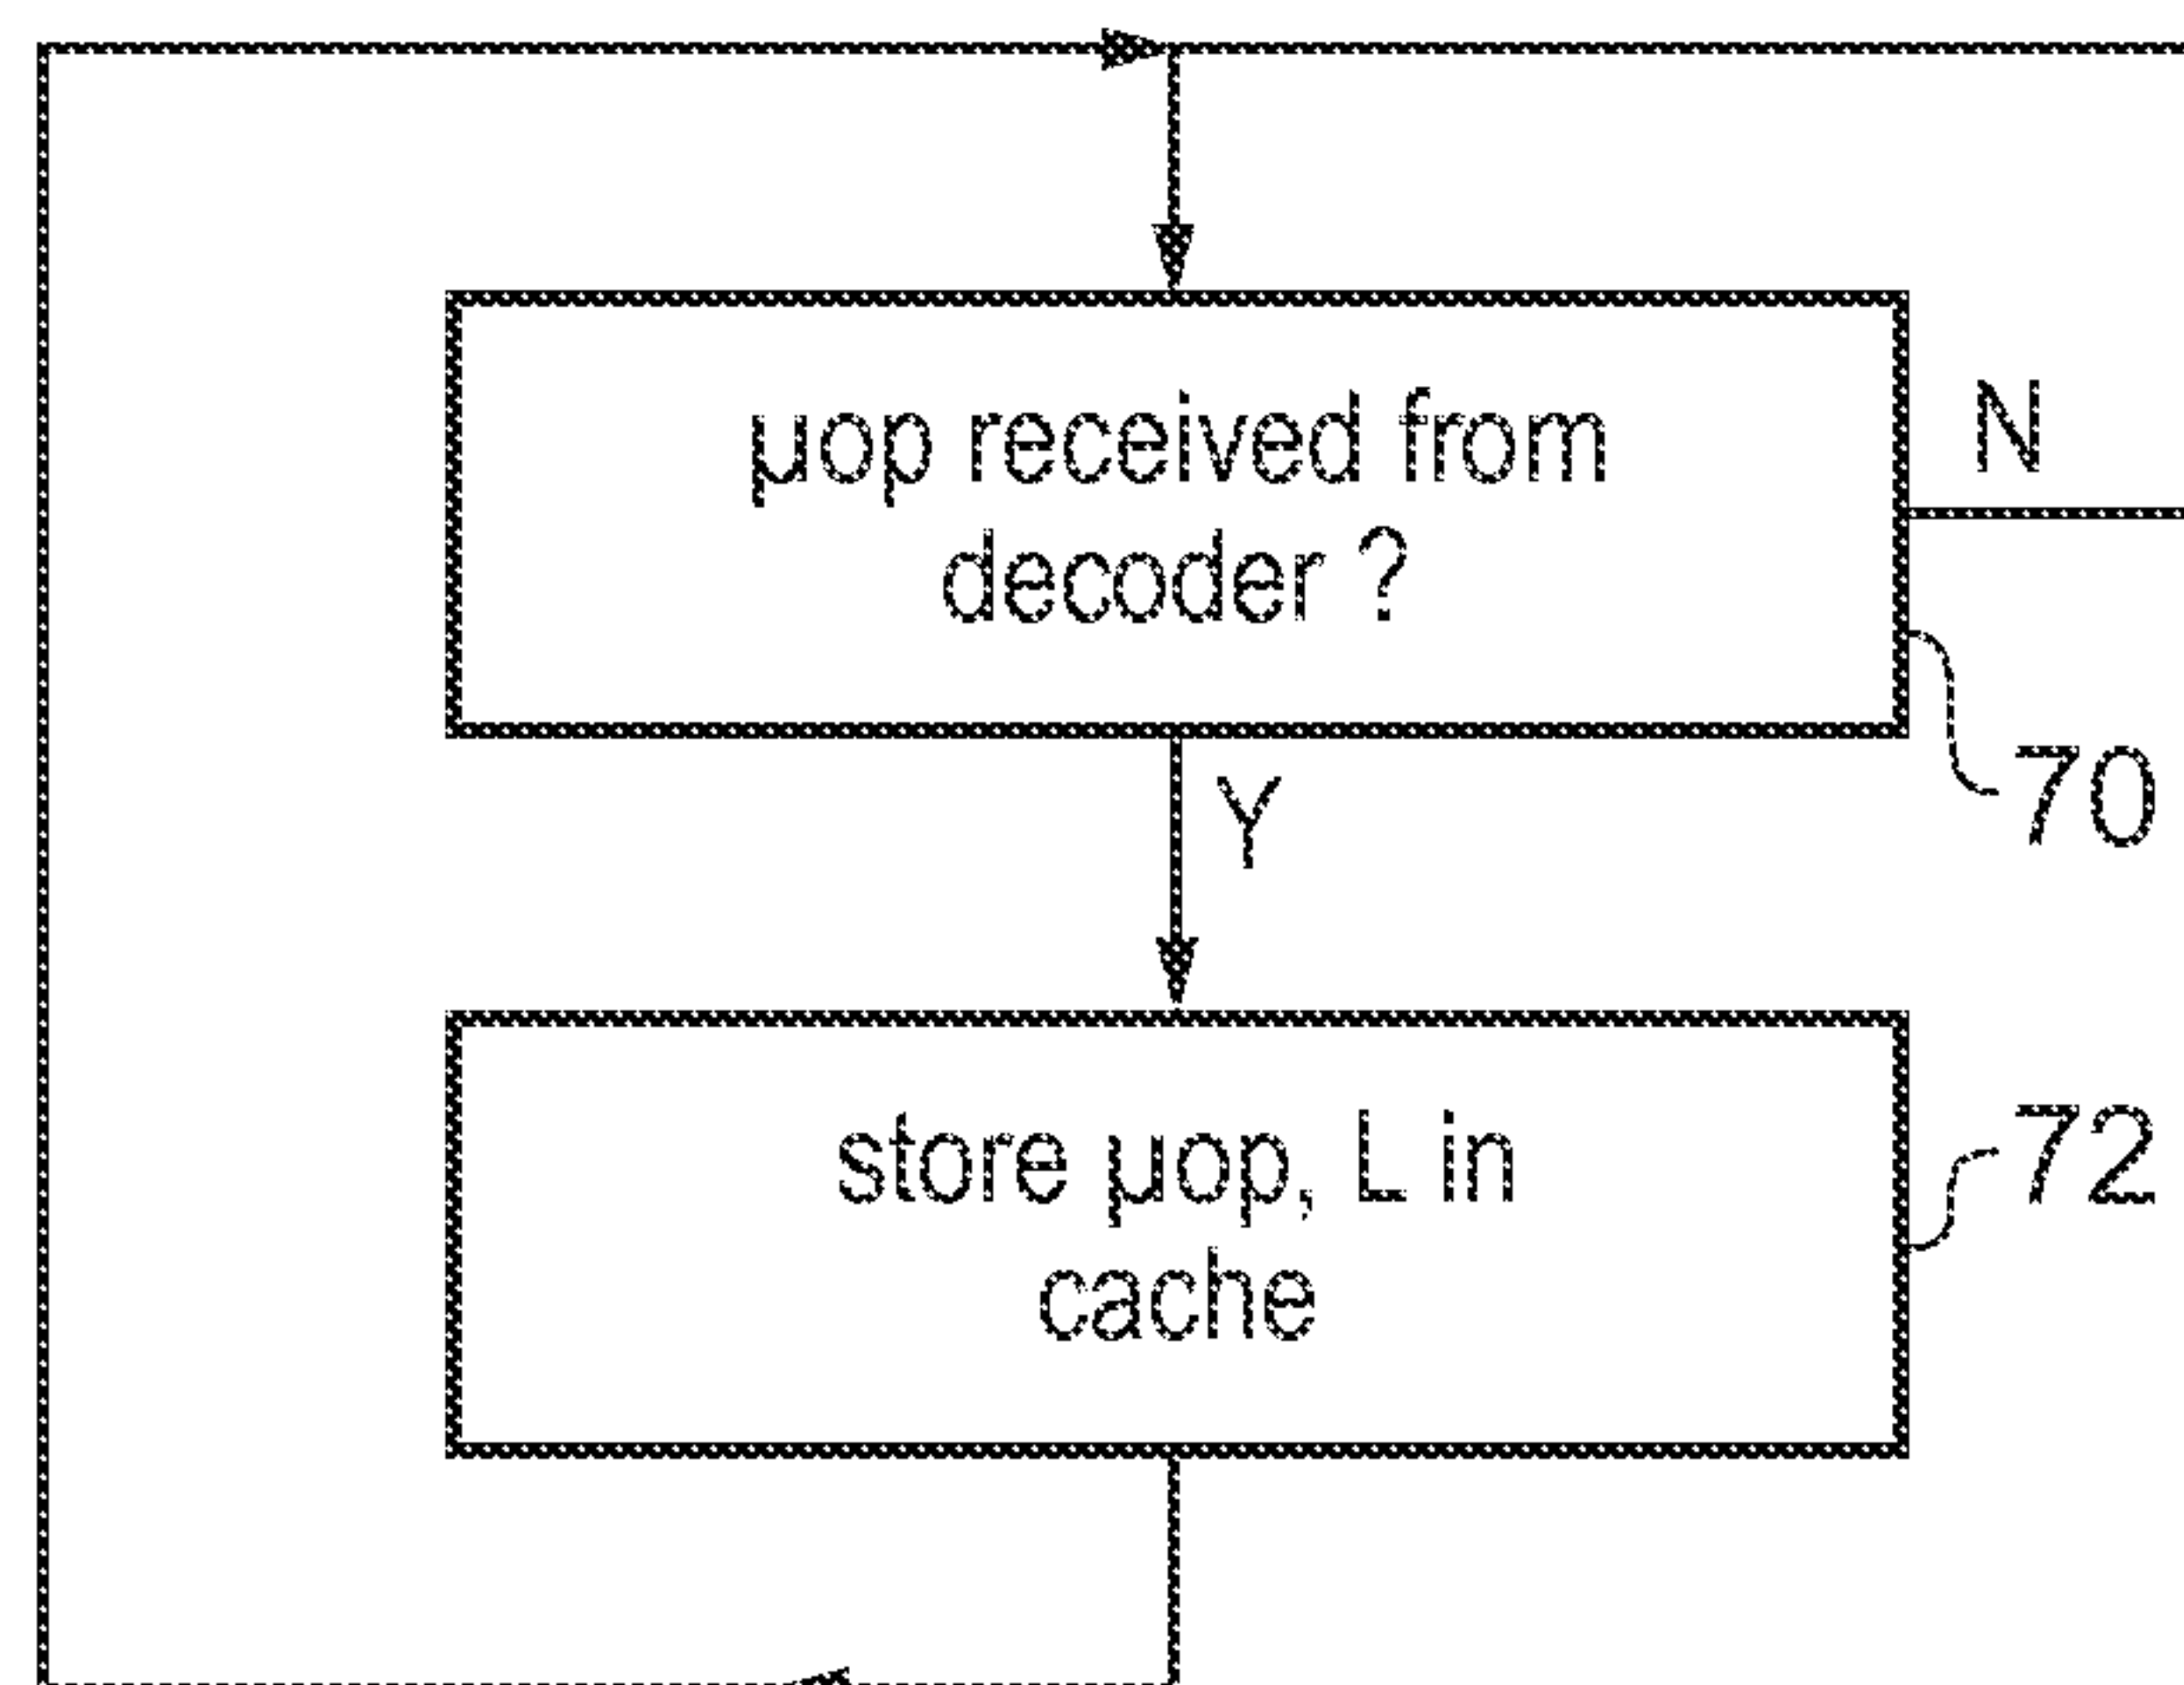 µop received from
decoder ?
N
70
Y
store µop, L in
cache
72